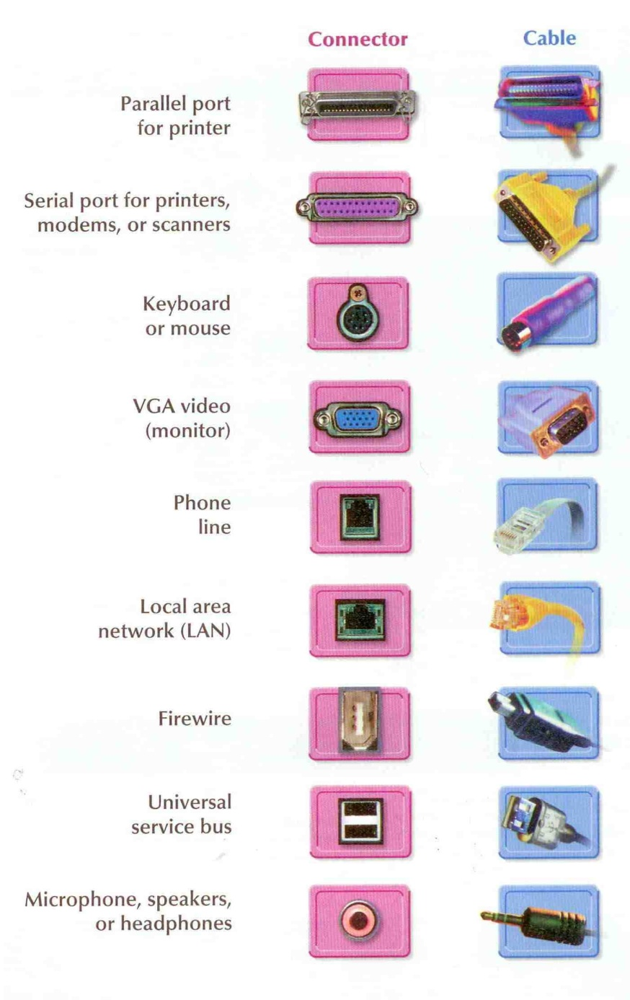 Connector
Cable
Parallel port
for printer
Serial port for printers,
modems, or scanners
Keyboard
or mouse
VGA video
(monitor)
Phone
line
Local area
network (LAN)
Firewire
Universal
service bus
Microphone, speakers,
or headphones